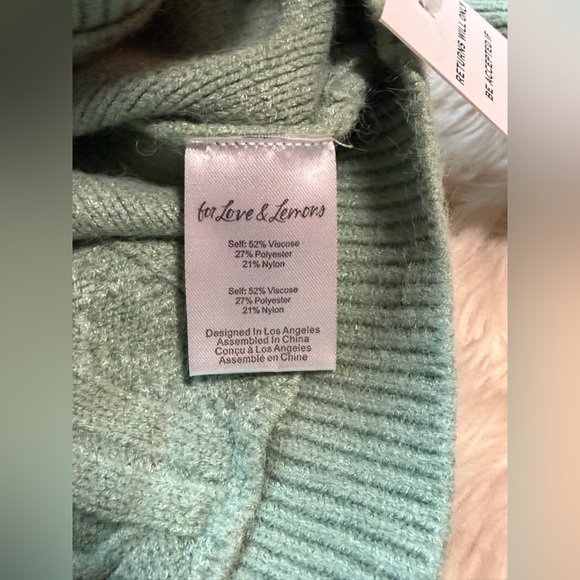 RETURNS WILL ONLY
BE ACCEPTED IF
for Love & Lemons
Self: 52% Viscose
27% Polyester
21% Nylon
Self: 52% Viscose
27% Polyester
21% Nylon
Designed In Los Angeles
Assembled In China
Conçu à Los Angeles
Assemblé en Chine